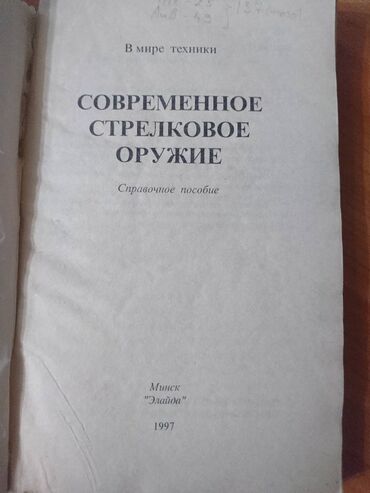 В мире техники
СОВРЕМЕННОЕ
СТРЕЛКОВОЕ
ОРУЖИЕ
Справочное пособие
Минск
"Элайда"
1997